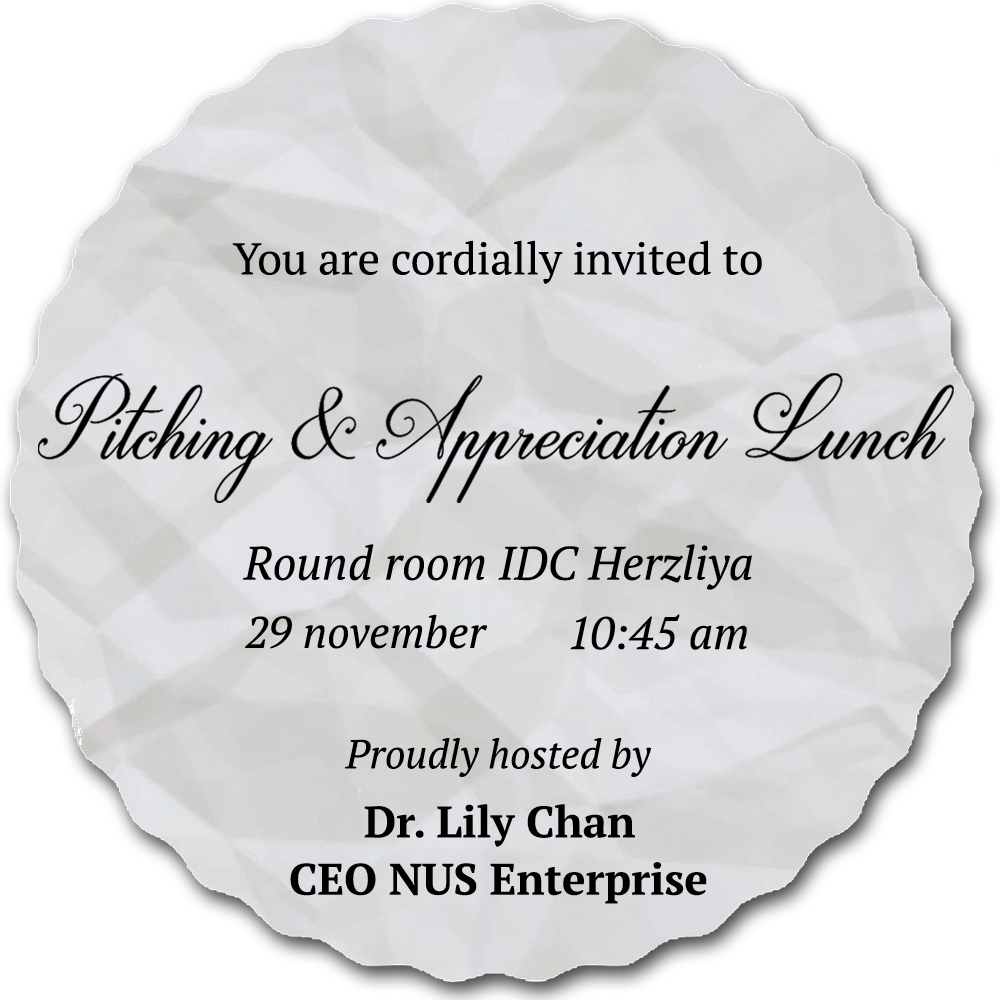 You are cordially invited to
Pitching & Appreciation Lunch
Round room IDC Herzliya
29 november 10:45 am
Proudly hosted by
Dr. Lily Chan
CEO NUS Enterprise